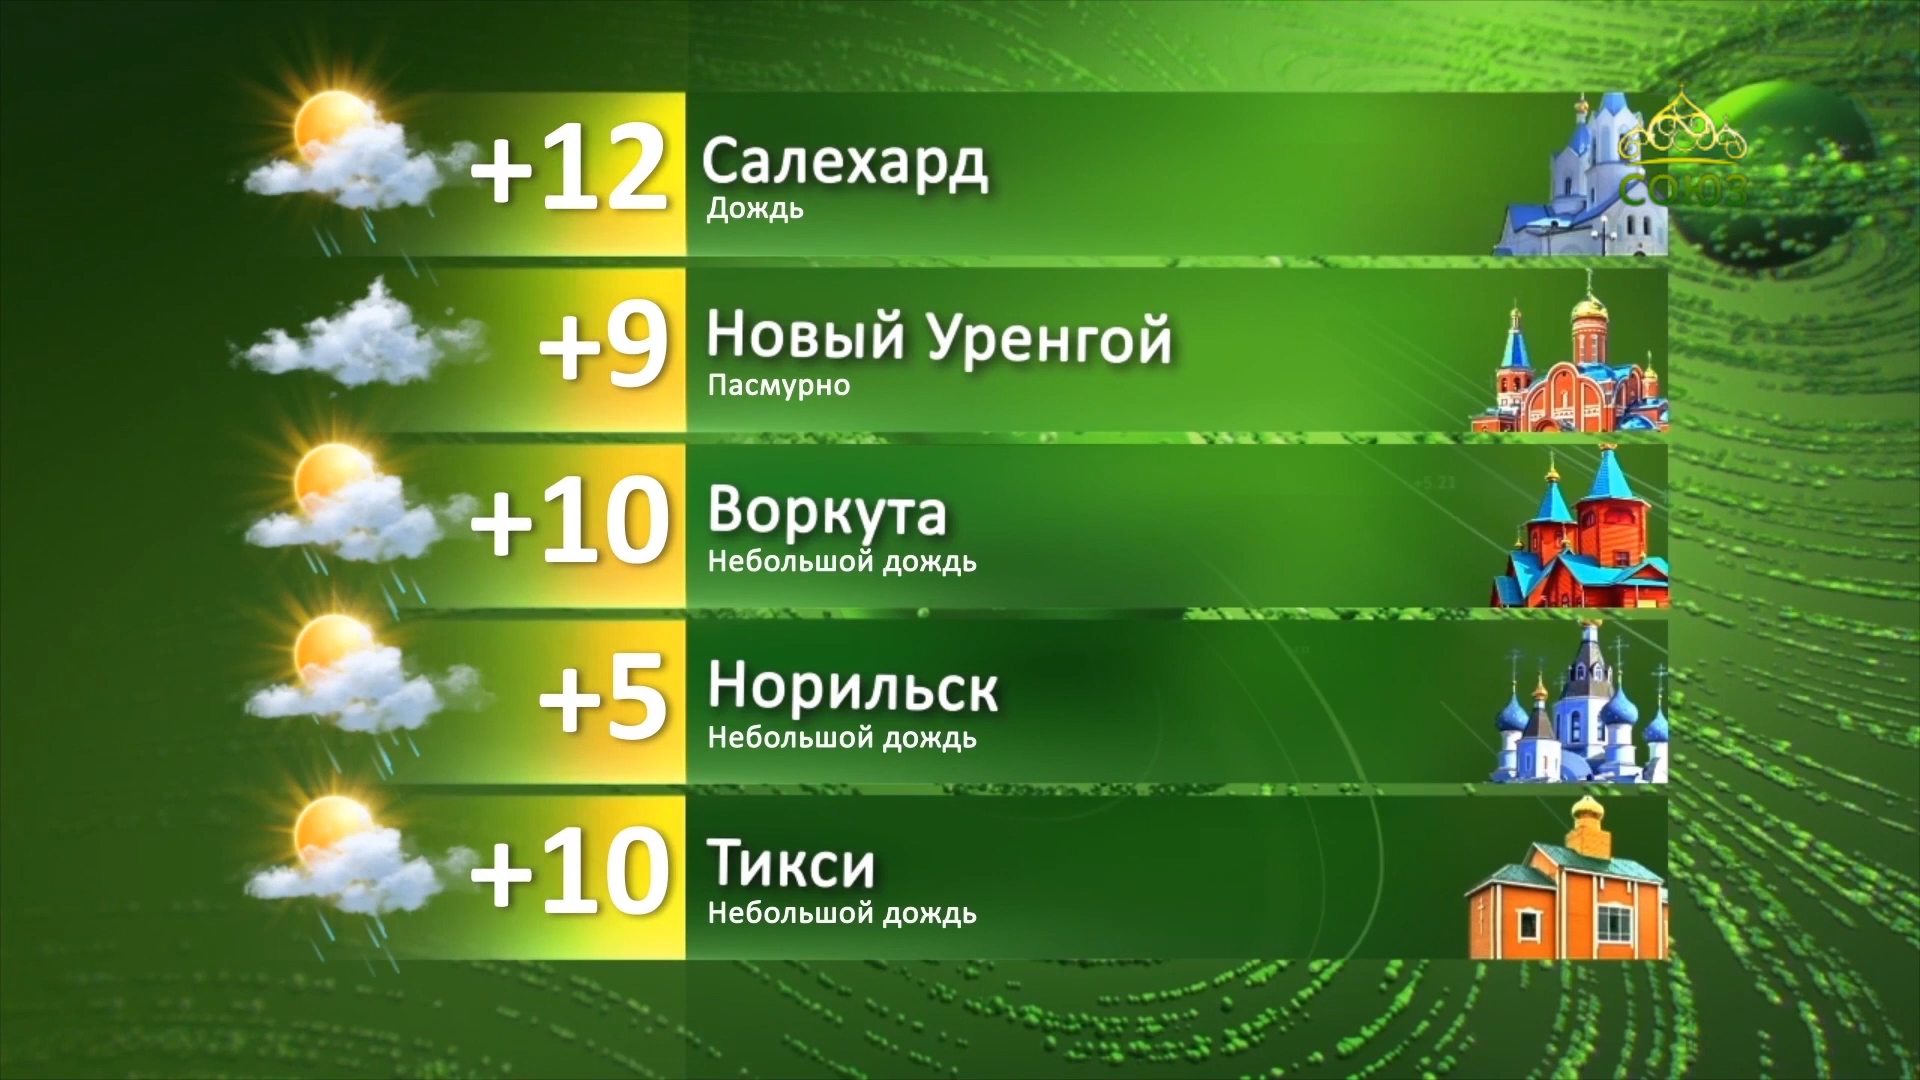 +12
Салехард
Дождь
СОЮЗ
+9
Новый Уренгой
Пасмурно
+10
Воркута
Небольшой дождь
+5
Норильск
Небольшой дождь
+10
Тикси
Небольшой дождь